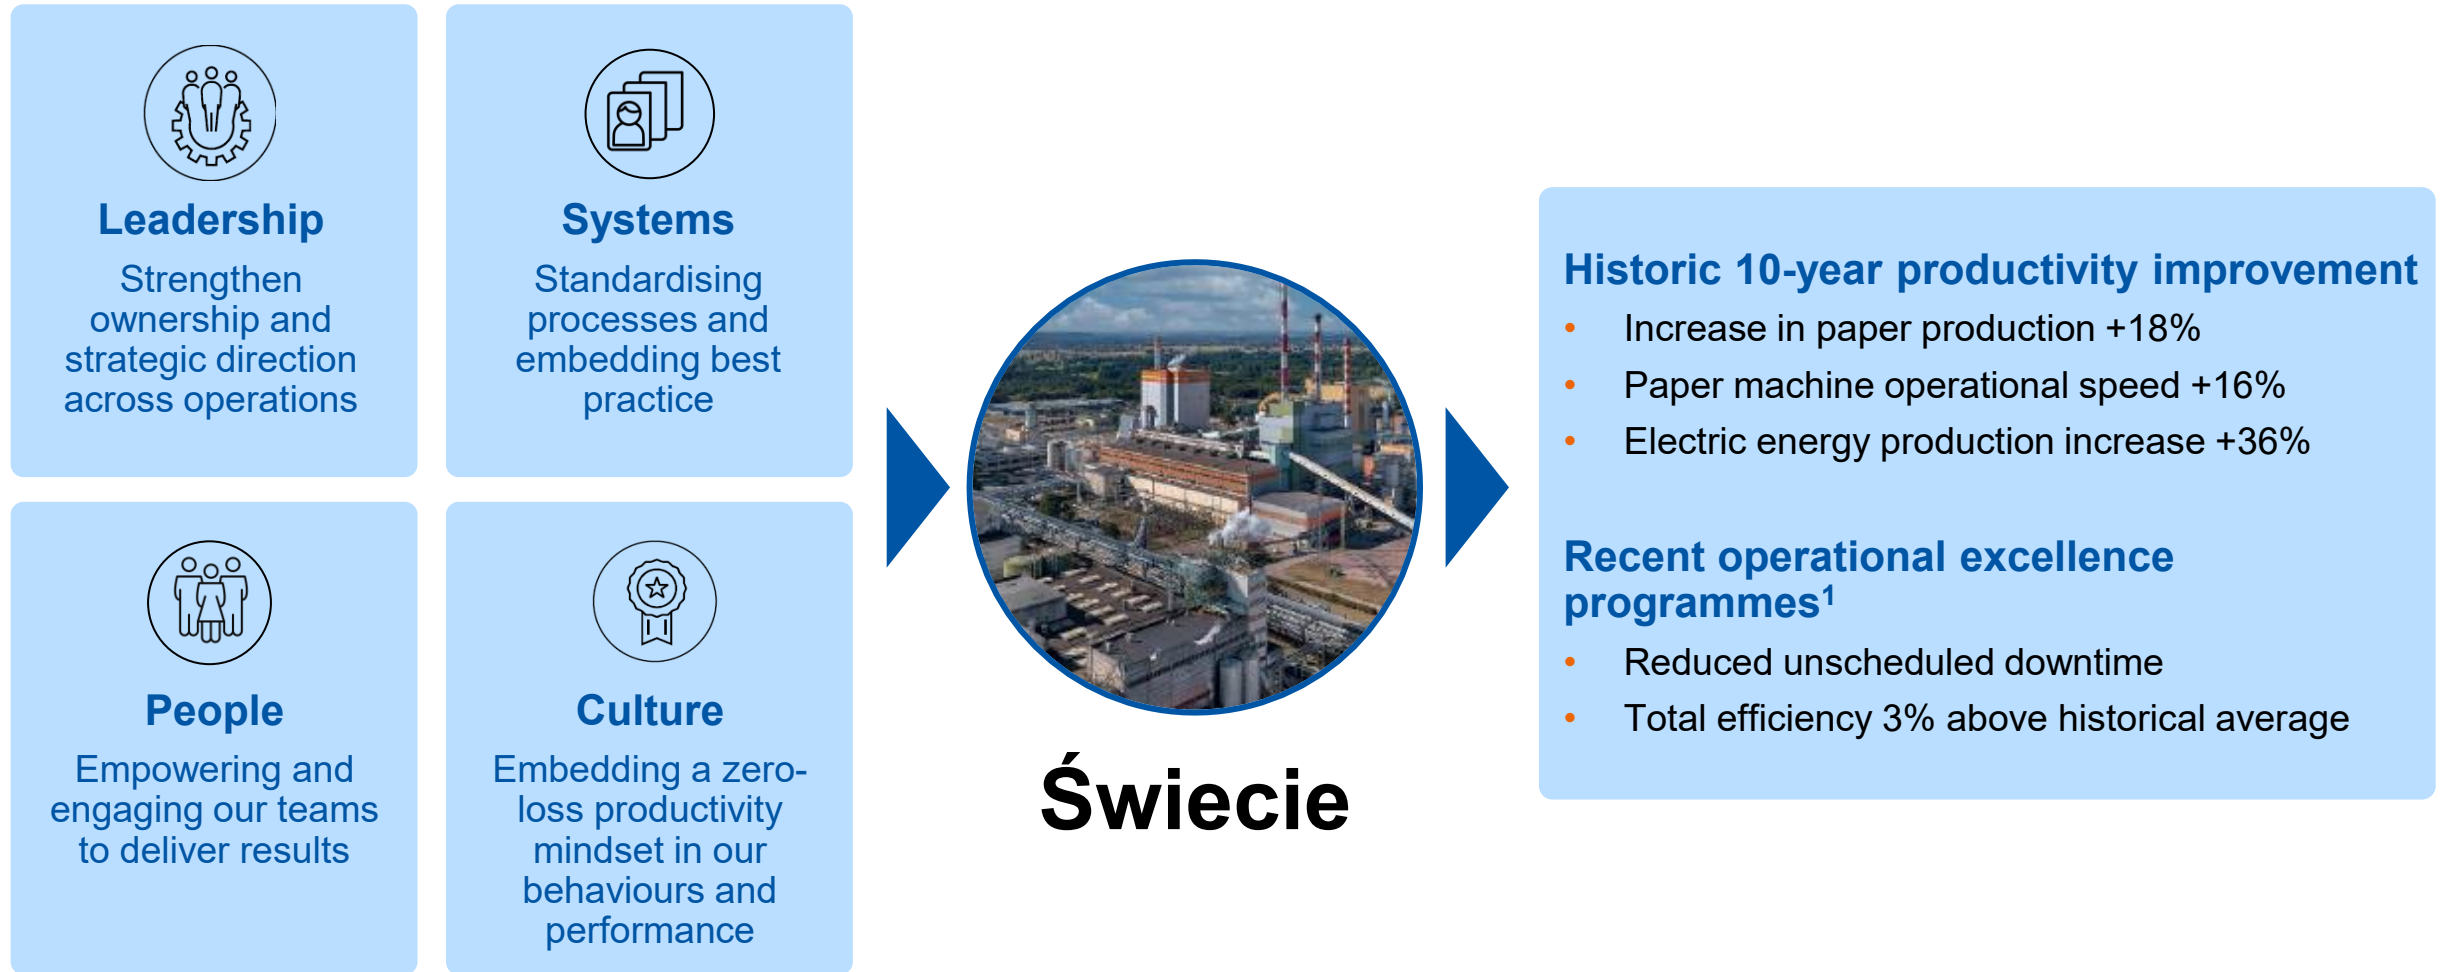 Leadership
Strengthen
ownership and
strategic direction
across operations
Systems
Standardising
processes and
embedding best
practice
People
Empowering and
engaging our teams
to deliver results
Culture
Embedding a zero-
loss productivity
mindset in our
behaviours and
performance
Świecie
Historic 10-year productivity improvement
• Increase in paper production +18%
• Paper machine operational speed +16%
• Electric energy production increase +36%
Recent operational excellence
programmes¹
• Reduced unscheduled downtime
• Total efficiency 3% above historical average